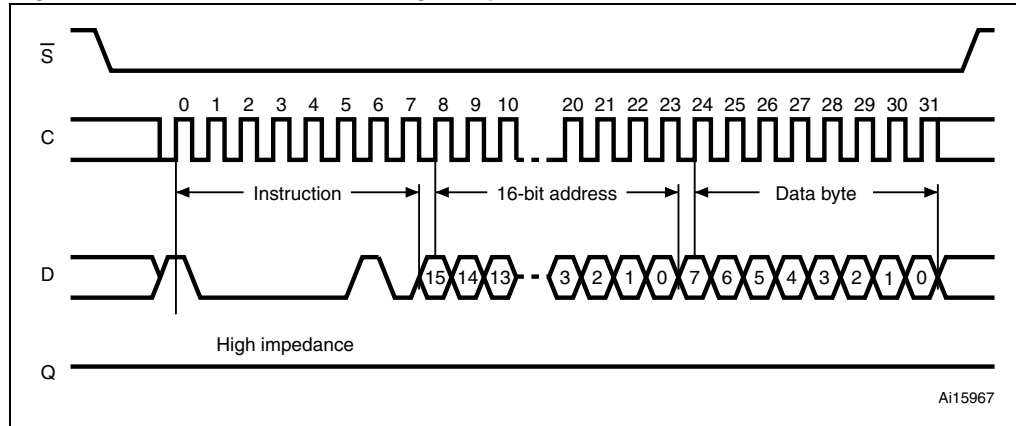 S
0 1 2 3 4 5 6 7 8 9 10 20 21 22 23 24 25 26 27 28 29 30 31
C
Instruction 16-bit address Data byte
D 15 14 13 3 2 1 0 7 6 5 4 3 2 1 0
High impedance
Q
Ai15967